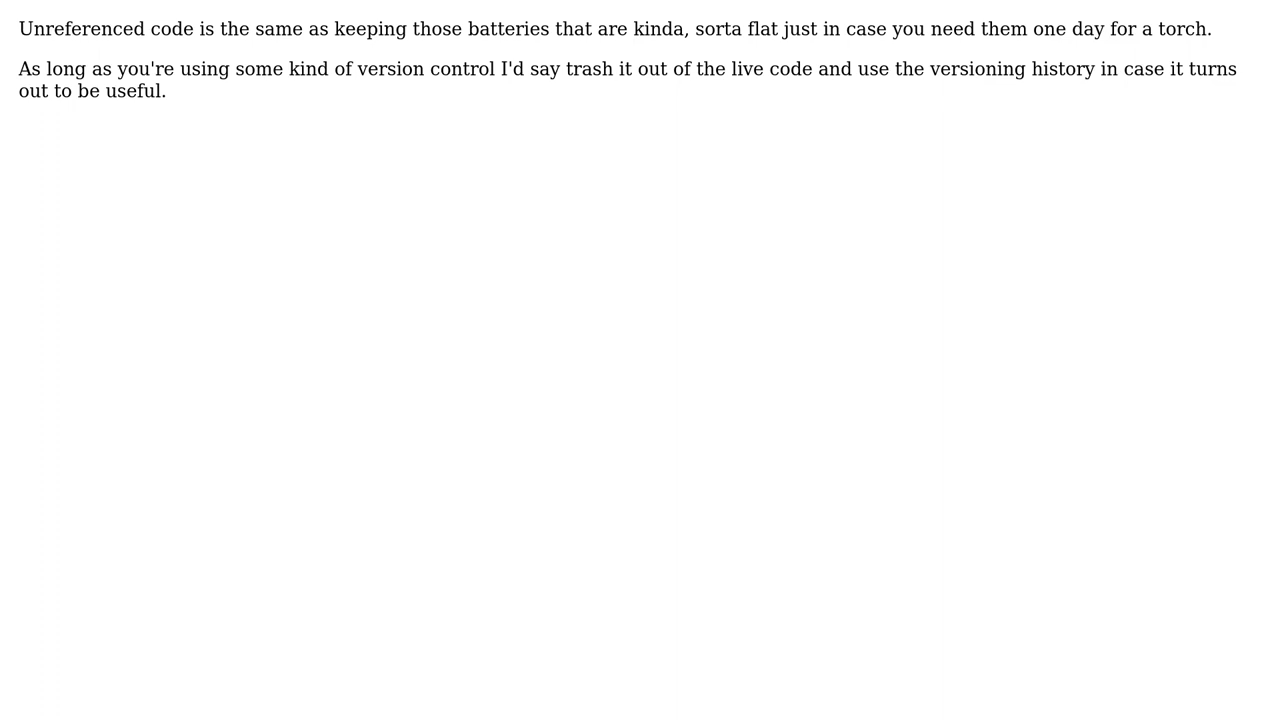 Unreferenced code is the same as keeping those batteries that are kinda, sorta flat just in case you need them one day for a torch.
As long as you're using some kind of version control I'd say trash it out of the live code and use the versioning history in case it turns
out to be useful.